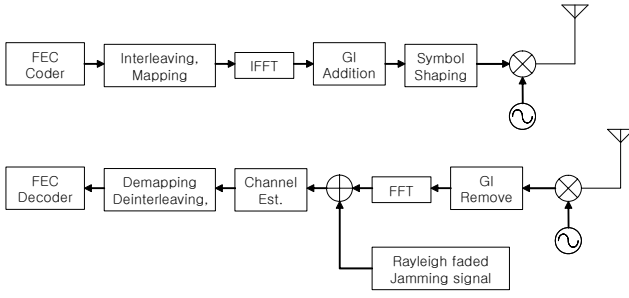 FEC
Coder
Interleaving,
Mapping
IFFT
GI
Addition
Symbol
Shaping
FEC
Decoder
Demapping
Deinterleaving,
Channel
Est.
FFT
GI
Remove
Rayleigh faded
Jamming signal